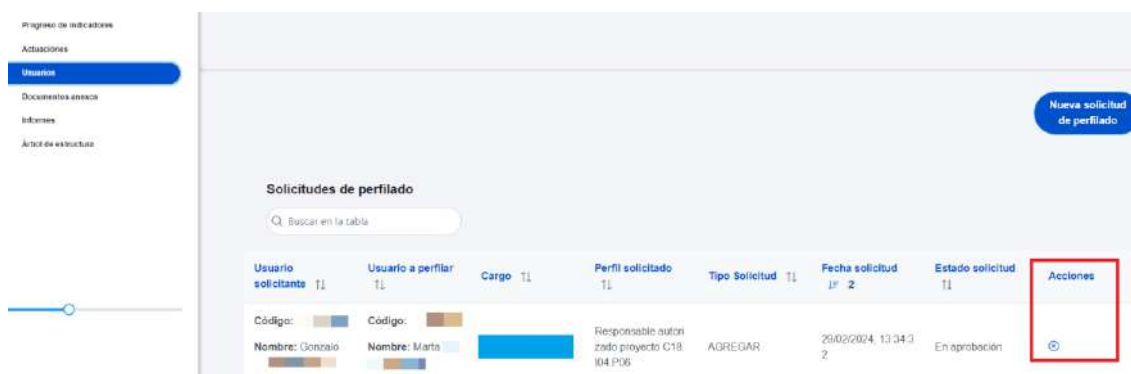 Progreso de indicadores
Actuaciones
Usuarios
Documentos anexos
Informes
Árbol de estructura
Nueva solicitud
de perfilado
Solicitudes de perfilado
Buscar en la tabla
Usuario
solicitante
Usuario a perfilar
Cargo
Perfil solicitado
Tipo Solicitud
Fecha solicitud
2
Estado solicitud
Acciones
Código:
Nombre: Gonzalo
Código:
Nombre: Marta
Responsable autori
zado proyecto C18.
I04.P06
AGREGAR
29/02/2024, 13:34:3
2
En aprobación